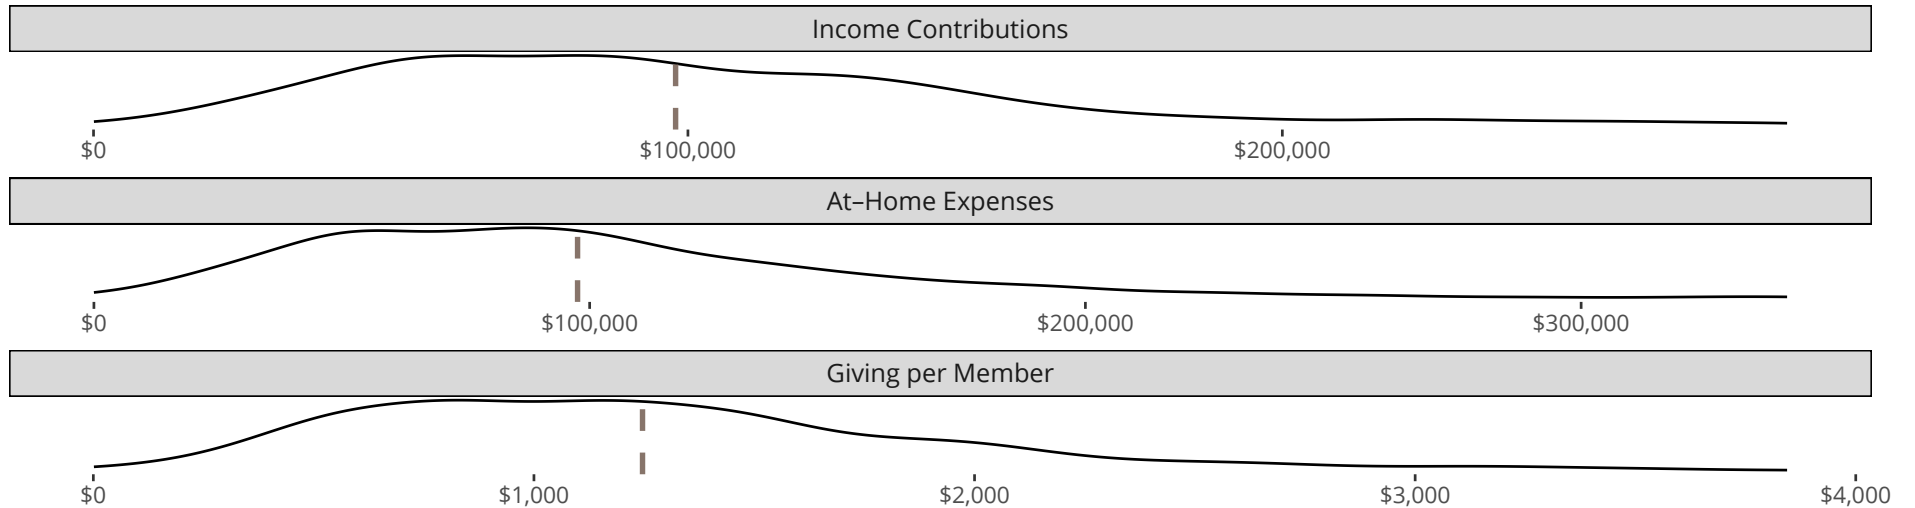 Income Contributions
$0 $100,000 $200,000
At–Home Expenses
$0 $100,000 $200,000 $300,000
Giving per Member
$0 $1,000 $2,000 $3,000 $4,000